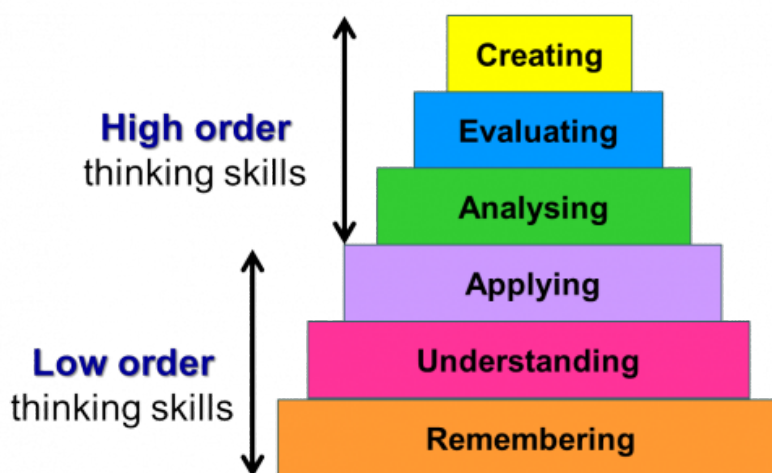 Creating
Evaluating
High order
thinking skills
Analysing
Applying
Understanding
Low order
thinking skills
Remembering